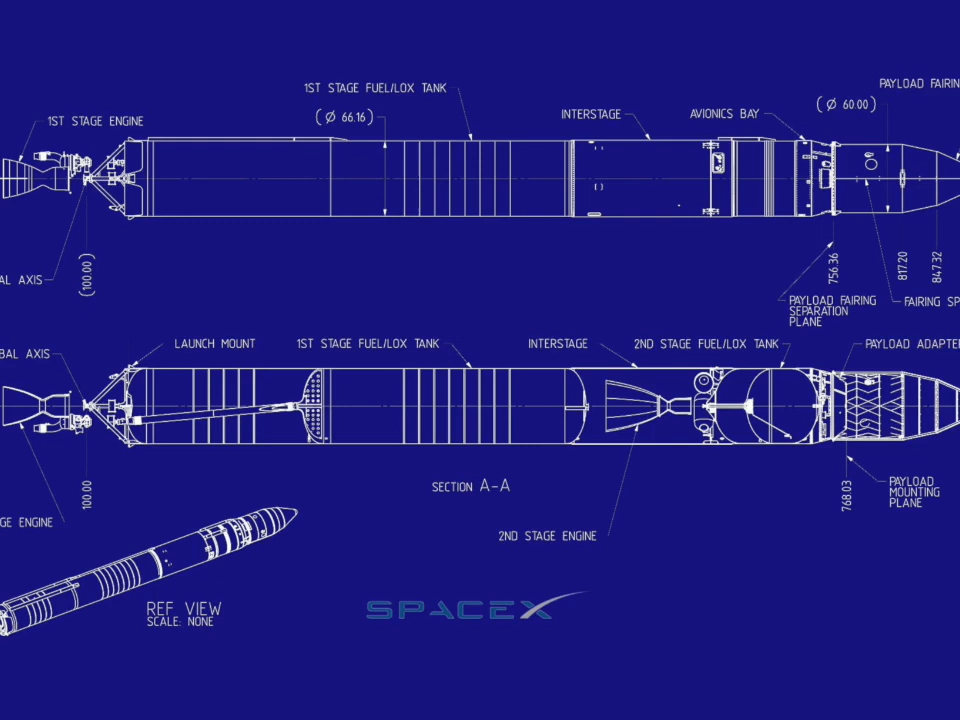 PAYLOAD FAIRIN
1ST STAGE FUEL/LOX TANK
(Ø 60.00)
(Ø 66.16)
INTERSTAGE
AVIONICS BAY
1ST STAGE ENGINE
AL AXIS
(100.00)
756.36
817.20
847.32
PAYLOAD FAIRING
SEPARATION
PLANE
FAIRING SP
BAL AXIS
LAUNCH MOUNT
1ST STAGE FUEL/LOX TANK
INTERSTAGE
2ND STAGE FUEL/LOX TANK
PAYLOAD ADAPTE
100.00
SECTION A-A
768.03
PAYLOAD
MOUNTING
PLANE
GE ENGINE
2ND STAGE ENGINE
REF. VIEW
SCALE: NONE
SPACEX